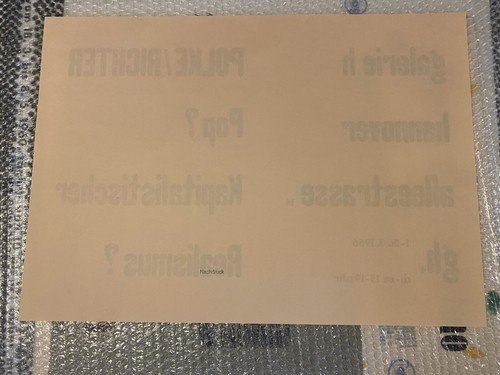 galerie h
POLKE/RICHTER
hannover
Pop?
alleestrasse
Kapitalistischer
gh
Realismus?
Nachdruck